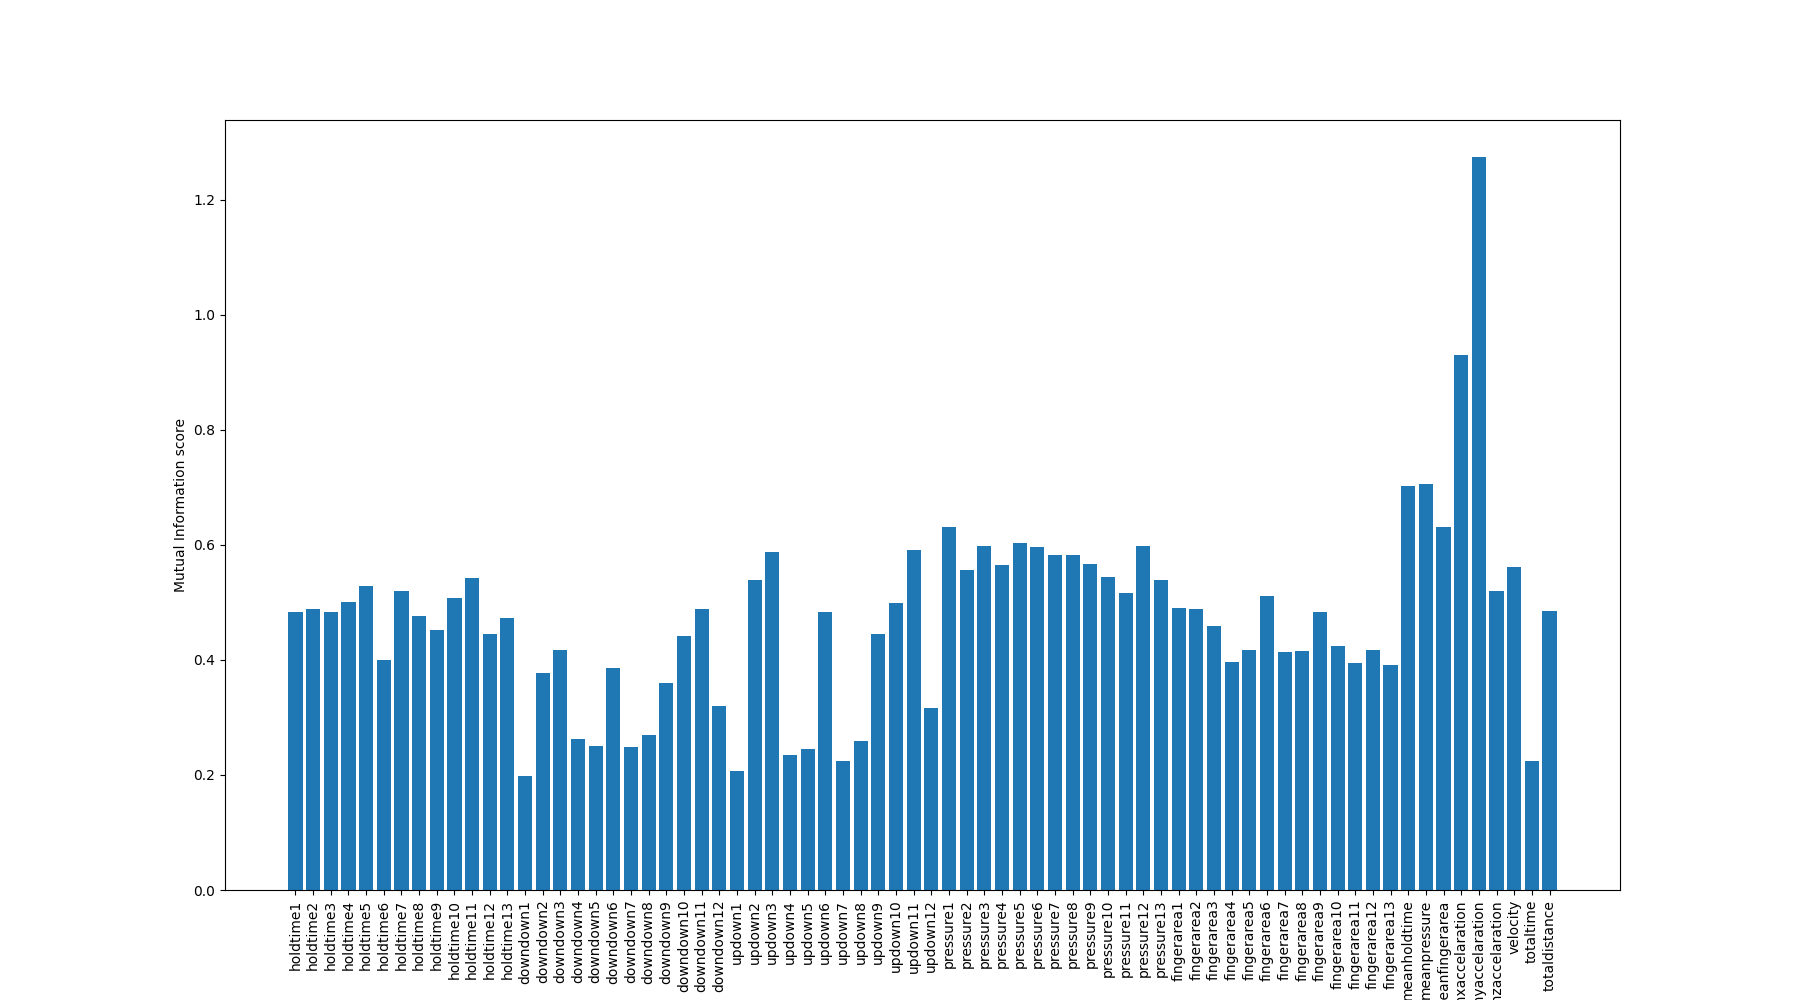 Mutual Information score
1.2
1.0
0.8
0.6
0.4
0.2
0.0
holdtime1
holdtime2
holdtime3
holdtime4
holdtime5
holdtime6
holdtime7
holdtime8
holdtime9
holdtime10
holdtime11
holdtime12
holdtime13
downdown1
downdown2
downdown3
downdown4
downdown5
downdown6
downdown7
downdown8
downdown9
downdown10
downdown11
downdown12
updown1
updown2
updown3
updown4
updown5
updown6
updown7
updown8
updown9
updown10
updown11
updown12
pressure1
pressure2
pressure3
pressure4
pressure5
pressure6
pressure7
pressure8
pressure9
pressure10
pressure11
pressure12
pressure13
fingerarea1
fingerarea2
fingerarea3
fingerarea4
fingerarea5
fingerarea6
fingerarea7
fingerarea8
fingerarea9
fingerarea10
fingerarea11
fingerarea12
fingerarea13
meanholdtime
meanpressure
eanfingerarea
nxaccelaration
nyaccelaration
nzaccelaration
velocity
totaltime
totaldistance